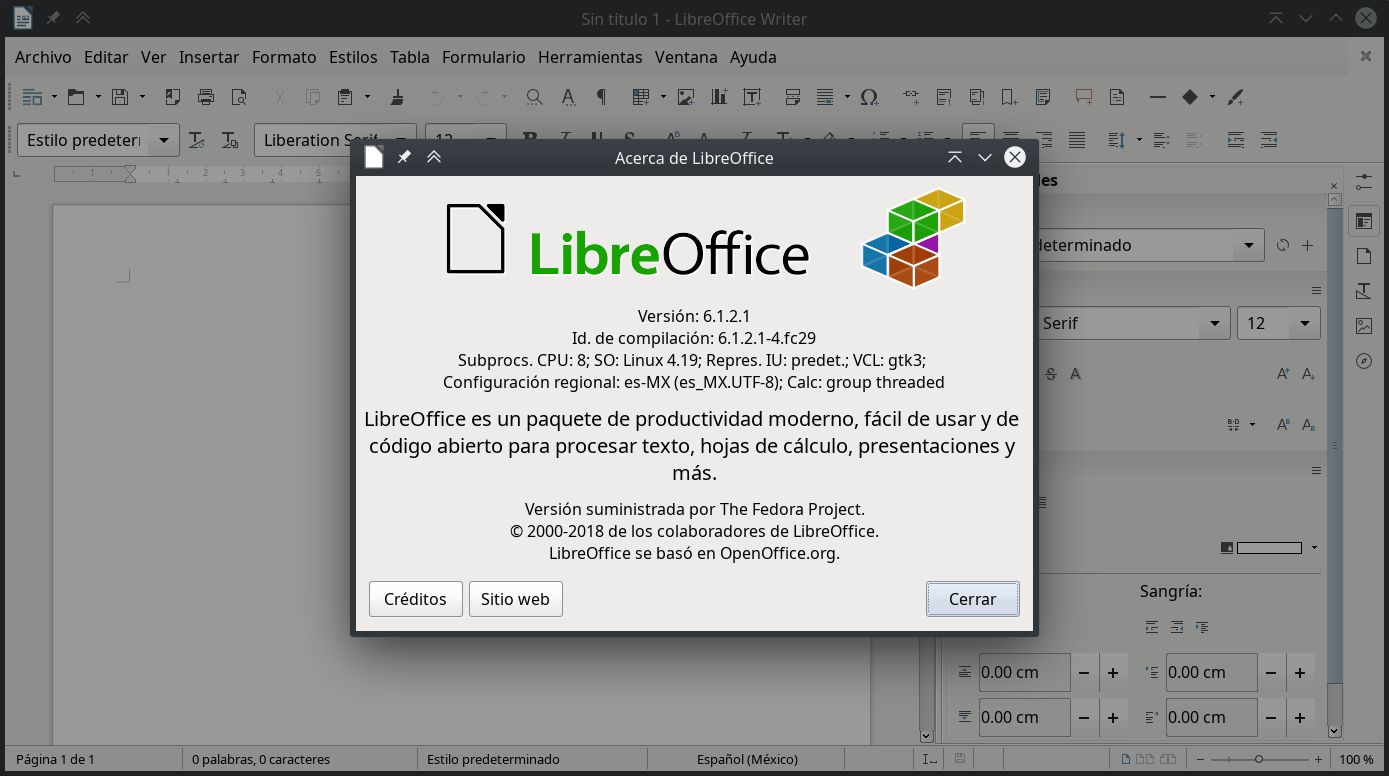 Sin título 1 - LibreOffice Writer
Archivo Editar Ver Insertar Formato Estilos Tabla Formulario Herramientas Ventana Ayuda
Estilo predeteri
Liberation Serif
12
Acerca de LibreOffice
LibreOffice
Versión: 6.1.2.1
Id. de compilación: 6.1.2.1-4.fc29
Subprocs. CPU: 8; SO: Linux 4.19; Repres. IU: predet.; VCL: gtk3;
Configuración regional: es-MX (es_MX.UTF-8); Calc: group threaded
LibreOffice es un paquete de productividad moderno, fácil de usar y de
código abierto para procesar texto, hojas de cálculo, presentaciones y
más.
Versión suministrada por The Fedora Project.
© 2000-2018 de los colaboradores de LibreOffice.
LibreOffice se basó en OpenOffice.org.
Créditos Sitio web Cerrar
Serif 12
Sangría:
0.00 cm 0.00 cm
0.00 cm 0.00 cm
Página 1 de 1 0 palabras, 0 caracteres Estilo predeterminado Español (México) 100 %